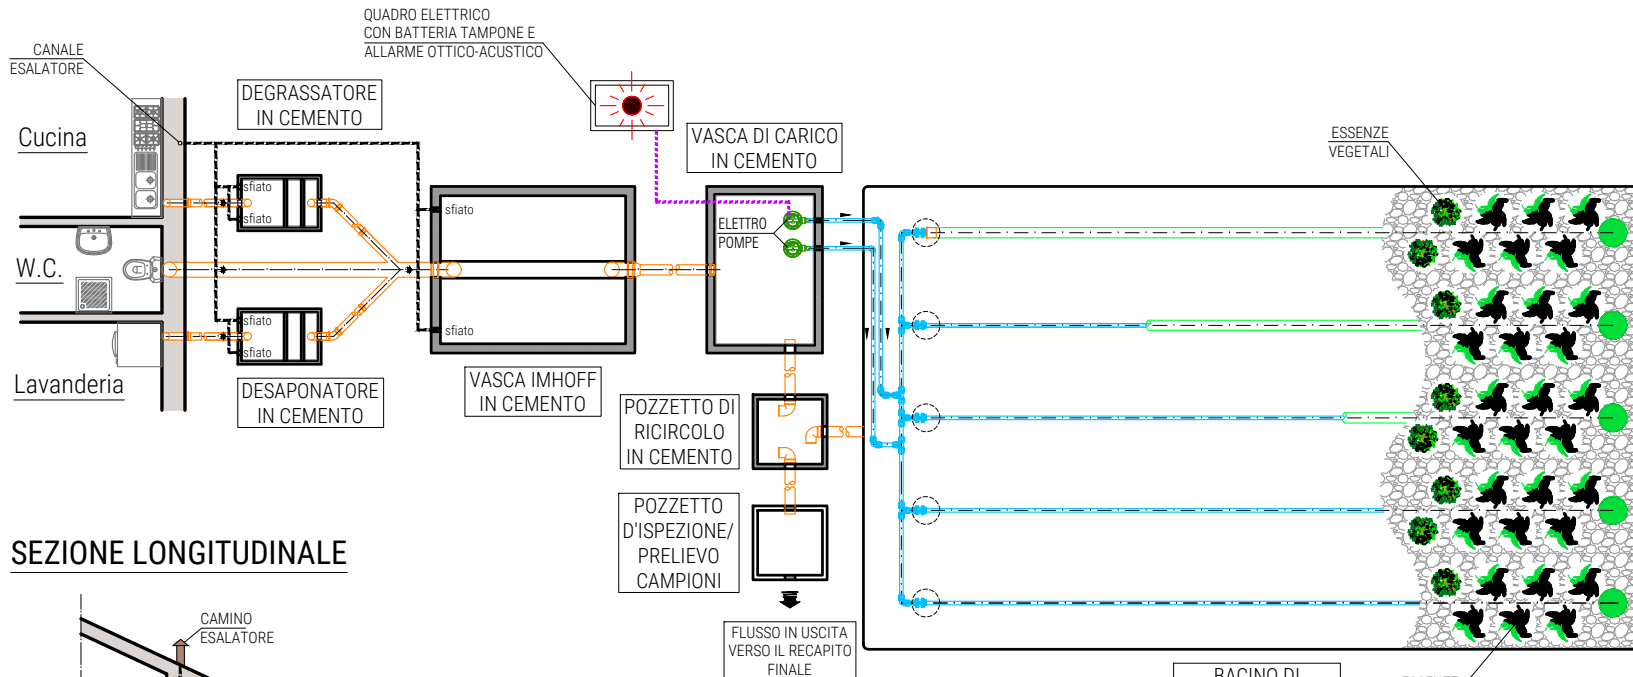 QUADRO ELETTRICO
CON BATTERIA TAMPONE E
ALLARME OTTICO-ACUSTICO
CANALE
ESALATORE
DEGRASSATORE
IN CEMENTO
VASCA DI CARICO
IN CEMENTO
ESSENZE
VEGETALI
Cucina
sfiato
sfiato
sfiato
ELETTRO
POMPE
W.C.
sfiato
sfiato
sfiato
Lavanderia
DESAPONATORE
IN CEMENTO
VASCA IMHOFF
IN CEMENTO
POZZETTO DI
RICIRCOLO
IN CEMENTO
POZZETTO
D'ISPEZIONE/
PRELIEVO
CAMPIONI
SEZIONE LONGITUDINALE
CAMINO
ESALATORE
FLUSSO IN USCITA
VERSO IL RECAPITO
FINALE
BACINO DI